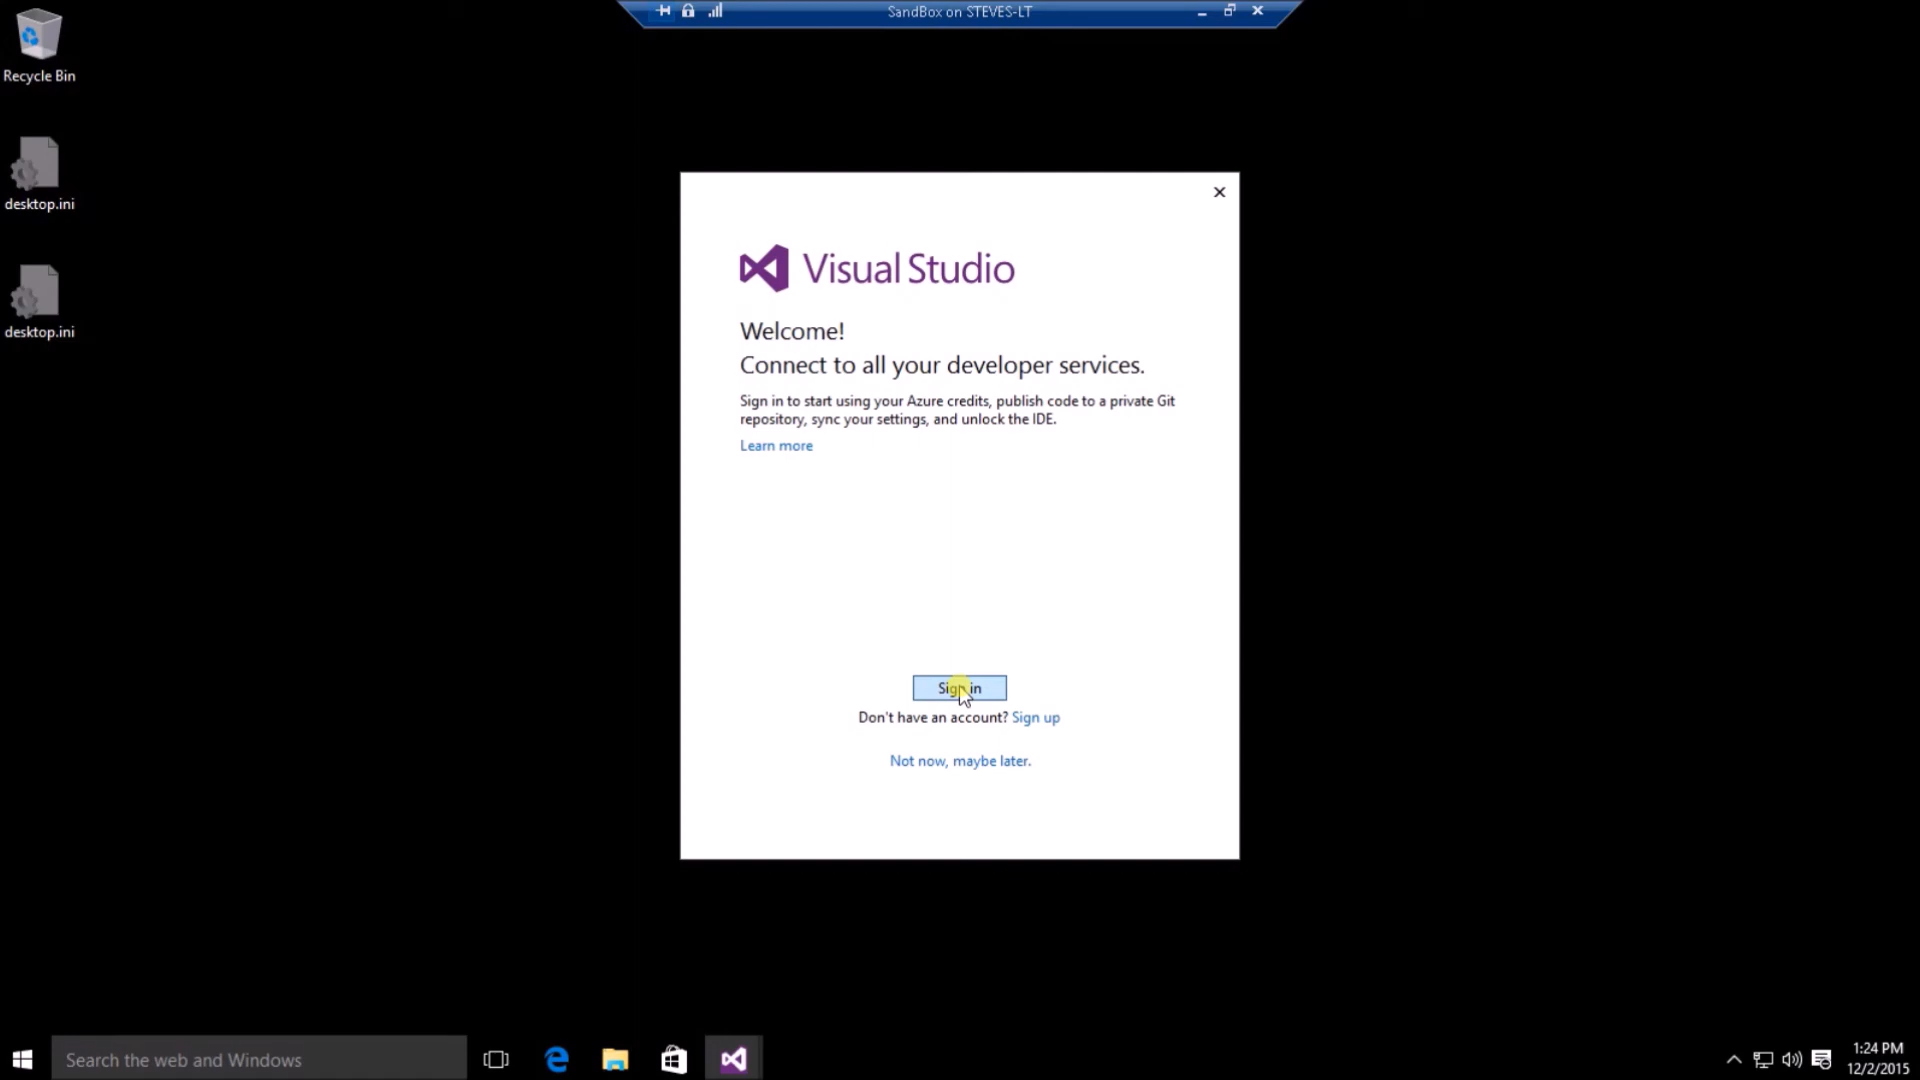 SandBox on STEVES-LT
Recycle Bin
desktop.ini
desktop.ini
Visual Studio
Welcome!
Connect to all your developer services.
Sign in to start using your Azure credits, publish code to a private Git
repository, sync your settings, and unlock the IDE.
Learn more
Sign in
Don't have an account? Sign up
Not now, maybe later.
Search the web and Windows
1:24 PM
12/2/2015